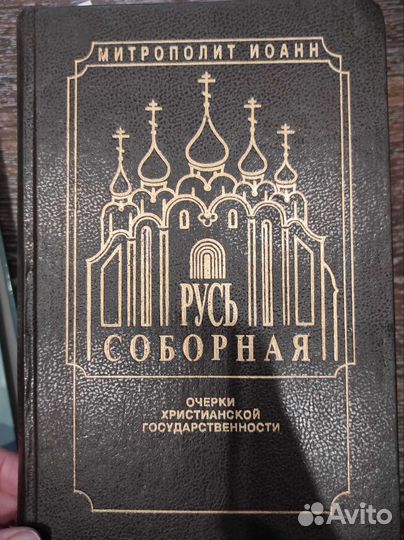 МИТРОПОЛИТ ИОАНН
РУСЬ
СОБОРНАЯ
ОЧЕРКИ
ХРИСТИАНСКОЙ
ГОСУДАРСТВЕННОСТИ
Avito